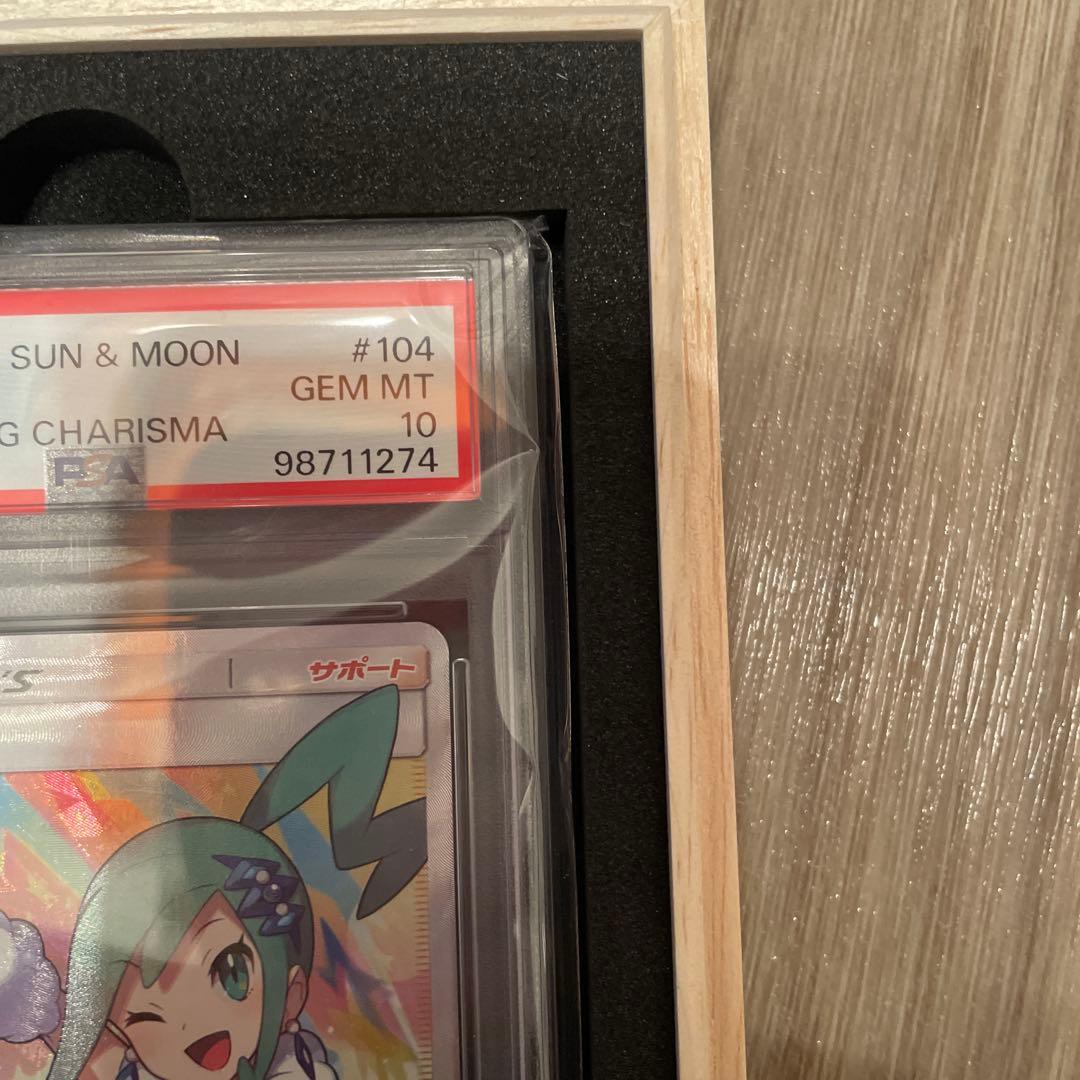 SUN & MOON #104
GEM MT
G CHARISMA 10
PSA 98711274
サポート